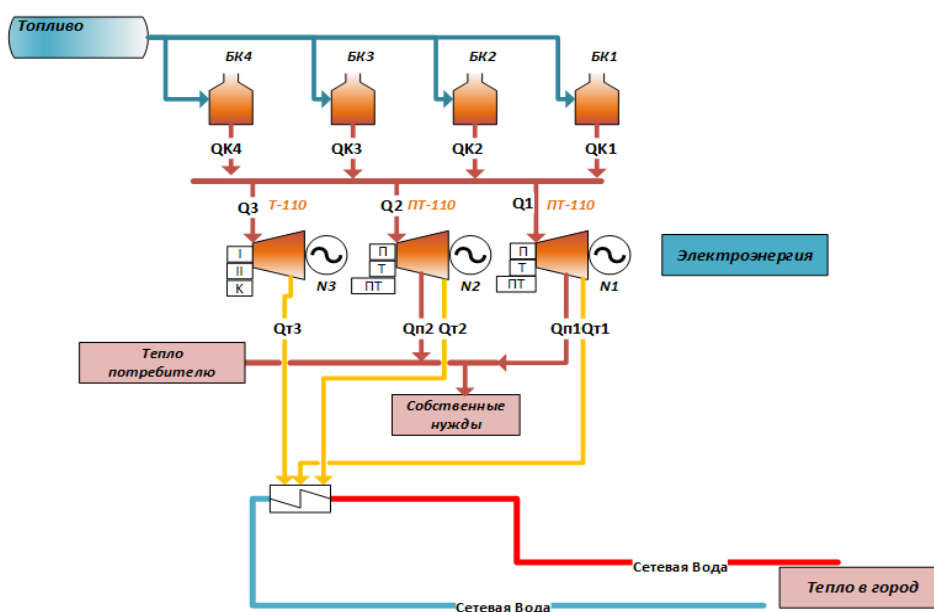 Топливо
БК4
БК3
БК2
БК1
QК4
QК3
QК2
QК1
Q3
Т-110
Q2
ПТ-110
Q1
ПТ-110
I
II
К
N3
П
Т
ПТ
N2
П
Т
ПТ
N1
Электроэнергия
Qт3
Qп2
Qт2
Qп1
Qт1
Тепло
потребителю
Собственные
нужды
Сетевая Вода
Тепло в город
Сетевая Вода